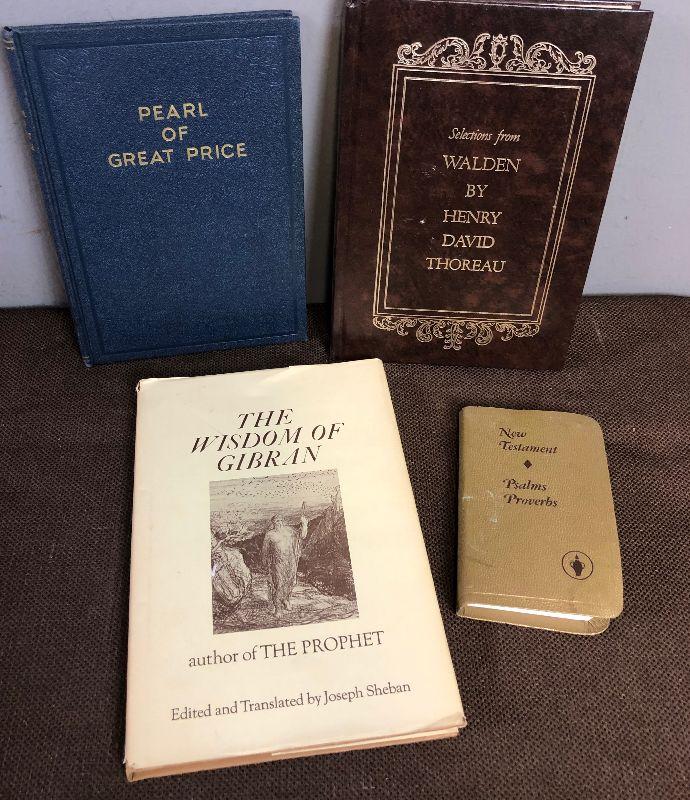 PEARL
OF
GREAT PRICE
Selections from
WALDEN
BY
HENRY
DAVID
THOREAU
THE
WISDOM OF
GIBRAN
author of THE PROPHET
Edited and Translated by Joseph Sheban
New
Testament
Psalms
Proverbs